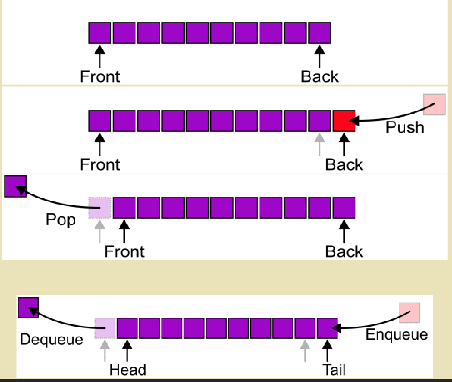 Front Back
Push
Front Back
Pop
Front Back
Dequeue Enqueue
Head Tail